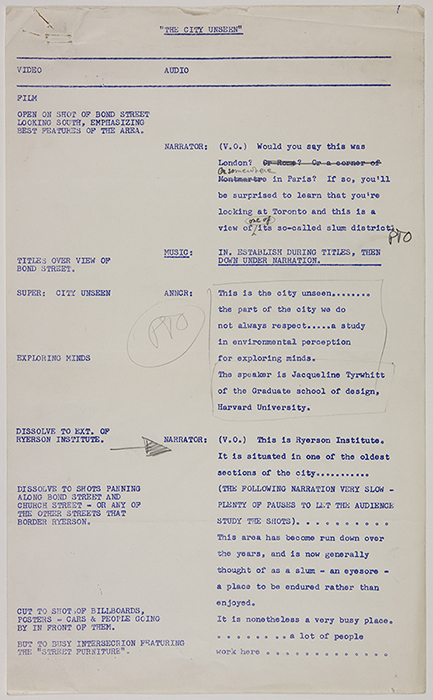 1
"THE CITY UNSEEN"
VIDEO AUDIO
FILM
OPEN ON SHOT OF BOND STREET
LOOKING SOUTH, EMPHASIZING
BEST FEATURES OF THE AREA.
NARRATOR: (V.O.) Would you say this was
London? Or Rome? Or a corner of
Or somewhere
Montmartre in Paris? If so, you'll
be surprised to learn that you're
looking at Toronto and this is a
one of
view of its so-called slum district.
PTO
MUSIC: IN. ESTABLISH DURING TITLES, THEN
DOWN UNDER NARRATION.
TITLES OVER VIEW OF
BOND STREET.
SUPER: CITY UNSEEN ANNCR: This is the city unseen........
the part of the city we do
not always respect.....a study
in environmental perception
PTO
EXPLORING MINDS for exploring minds.
The speaker is Jacqueline Tyrwhitt
of the Graduate school of design,
Harvard University.
DISSOLVE TO EXT. OF
RYERSON INSTITUTE. NARRATOR: (V.O.) This is Ryerson Institute.
It is situated in one of the oldest
sections of the city...........
DISSOLVE TO SHOTS PANNING
ALONG BOND STREET AND
CHURCH STREET - OR ANY OF
THE OTHER STREETS THAT
BORDER RYERSON.
(THE FOLLOWING NARRATION VERY SLOW -
PLENTY OF PAUSES TO LET THE AUDIENCE
STUDY THE SHOTS). . . . . . . . . .
This area has become run down over
the years, and is now generally
thought of as a slum - an eyesore -
a place to be endured rather than
enjoyed.
CUT TO SHOT OF BILLBOARDS,
POSTERS - CARS & PEOPLE GOING
BY IN FRONT OF THEM.
It is nonetheless a very busy place.
. . . . . . . . . a lot of people
BUT TO BUSY INTERSECRION FEATURING
THE "STREET FURNITURE".
work here . . . . . . . . . . . . .